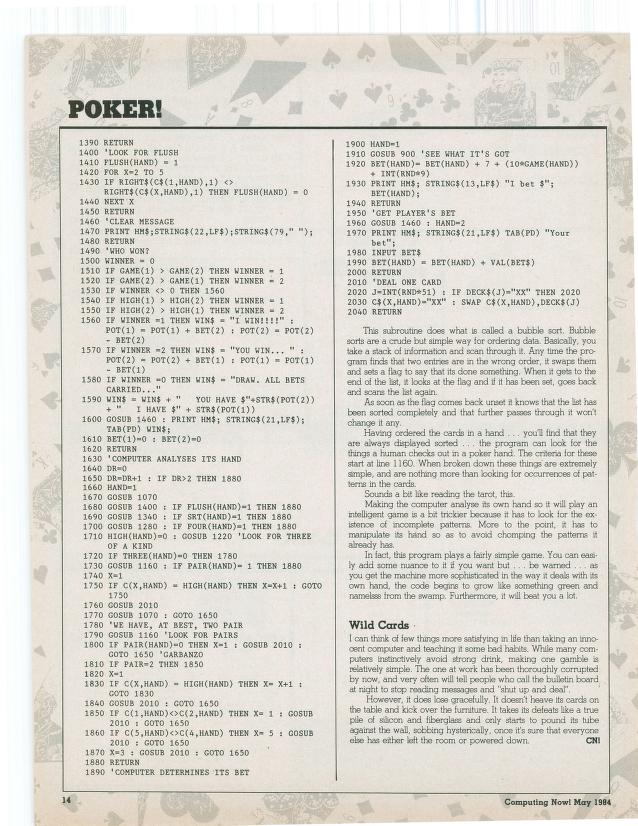 POKER!
1390 RETURN
1400 'LOOK FOR FLUSH
1410 FLUSH(HAND) = 1
1420 FOR X=2 TO 5
1430 IF RIGHT$(C$(1,HAND),1) <>
RIGHT$(C$(X,HAND),1) THEN FLUSH(HAND) = 0
1440 NEXT X
1450 RETURN
1460 'CLEAR MESSAGE
1470 PRINT HM$;STRING$(22,LF$);STRING$(79," ");
1480 RETURN
1490 'WHO WON?
1500 WINNER = 0
1510 IF GAME(1) > GAME(2) THEN WINNER = 1
1520 IF GAME(2) > GAME(1) THEN WINNER = 2
1530 IF WINNER <> 0 THEN 1560
1540 IF HIGH(1) > HIGH(2) THEN WINNER = 1
1550 IF HIGH(2) > HIGH(1) THEN WINNER = 2
1560 IF WINNER =1 THEN WIN$ = "I WIN!!!!" :
POT(1) = POT(1) + BET(2) : POT(2) = POT(2)
- BET(2)
1570 IF WINNER =2 THEN WIN$ = "YOU WIN... " :
POT(2) = POT(2) + BET(1) : POT(1) = POT(1)
- BET(1)
1580 IF WINNER =0 THEN WIN$ = "DRAW. ALL BETS
CARRIED..."
1590 WIN$ = WIN$ + "   YOU HAVE $"+STR$(POT(2))
+ "   I HAVE $" + STR$(POT(1))
1600 GOSUB 1460 : PRINT HM$; STRING$(21,LF$);
TAB(PD) WIN$;
1610 BET(1)=0 : BET(2)=0
1620 RETURN
1630 'COMPUTER ANALYSES ITS HAND
1640 DR=0
1650 DR=DR+1 : IF DR>2 THEN 1880
1660 HAND=1
1670 GOSUB 1070
1680 GOSUB 1400 : IF FLUSH(HAND)=1 THEN 1880
1690 GOSUB 1340 : IF SRT(HAND)=1 THEN 1880
1700 GOSUB 1280 : IF FOUR(HAND)=1 THEN 1880
1710 HIGH(HAND)=0 : GOSUB 1220 'LOOK FOR THREE
OF A KIND
1720 IF THREE(HAND)=0 THEN 1780
1730 GOSUB 1160 : IF PAIR(HAND)= 1 THEN 1880
1740 X=1
1750 IF C(X,HAND) = HIGH(HAND) THEN X=X+1 : GOTO
1750
1760 GOSUB 2010
1770 GOSUB 1070 : GOTO 1650
1780 'WE HAVE, AT BEST, TWO PAIR
1790 GOSUB 1160 'LOOK FOR PAIRS
1800 IF PAIR(HAND)=0 THEN X=1 : GOSUB 2010 :
GOTO 1650 'GARBANZO
1810 IF PAIR=2 THEN 1850
1820 X=1
1830 IF C(X,HAND) = HIGH(HAND) THEN X= X+1 :
GOTO 1830
1840 GOSUB 2010 : GOTO 1650
1850 IF C(1,HAND)<>C(2,HAND) THEN X= 1 : GOSUB
2010 : GOTO 1650
1860 IF C(5,HAND)<>C(4,HAND) THEN X= 5 : GOSUB
2010 : GOTO 1650
1870 X=3 : GOSUB 2010 : GOTO 1650
1880 RETURN
1890 'COMPUTER DETERMINES ITS BET
1900 HAND=1
1910 GOSUB 900 'SEE WHAT IT'S GOT
1920 BET(HAND)= BET(HAND) + 7 + (10*GAME(HAND))
+ INT(RND*9)
1930 PRINT HM$; STRING$(13,LF$) "I bet $";
BET(HAND);
1940 RETURN
1950 'GET PLAYER'S BET
1960 GOSUB 1460 : HAND=2
1970 PRINT HM$; STRING$(21,LF$) TAB(PD) "Your
bet";
1980 INPUT BET$
1990 BET(HAND) = BET(HAND) + VAL(BET$)
2000 RETURN
2010 'DEAL ONE CARD
2020 J=INT(RND*51) : IF DECK$(J)="XX" THEN 2020
2030 C$(X,HAND)="XX" : SWAP C$(X,HAND),DECK$(J)
2040 RETURN
This subroutine does what is called a bubble sort. Bubble
sorts are a crude but simple way for ordering data. Basically, you
take a stack of information and scan through it. Any time the pro-
gram finds that two entries are in the wrong order, it swaps them
and sets a flag to say that its done something. When it gets to the
end of the list, it looks at the flag and if it has been set, goes back
and scans the list again.
As soon as the flag comes back unset it knows that the list has
been sorted completely and that further passes through it won't
change it any.
Having ordered the cards in a hand . . . you'll find that they
are always displayed sorted . . . the program can look for the
things a human checks out in a poker hand. The criteria for these
start at line 1160. When broken down these things are extremely
simple, and are nothing more than looking for occurences of pat-
terns in the cards.
Sounds a bit like reading the tarot, this.
Making the computer analyse its own hand so it will play an
intelligent game is a bit trickier because it has to look for the ex-
istence of incomplete patterns. More to the point, it has to
manipulate its hand so as to avoid chomping the patterns it
already has.
In fact, this program plays a fairly simple game. You can easi-
ly add some nuance to it if you want but . . . be warned . . . as
you get the machine more sophisticated in the way it deals with its
own hand, the code begins to grow like something green and
nameless from the swamp. Furthermore, it will beat you a lot.
Wild Cards
I can think of few things more satisfying in life than taking an inno-
cent computer and teaching it some bad habits. While many com-
puters instinctively avoid strong drink, making one gamble is
relatively simple. The one at work has been thoroughly corrupted
by now, and very often will tell people who call the bulletin board
at night to stop reading messages and "shut up and deal".
However, it does lose gracefully. It doesn't heave its cards on
the table and kick over the furniture. It takes its defeats like a true
pile of silicon and fiberglass and only starts to pound its tube
against the wall, sobbing hysterically, once it's sure that everyone
else has either left the room or powered down. CN!
14
Computing Now! May 1984